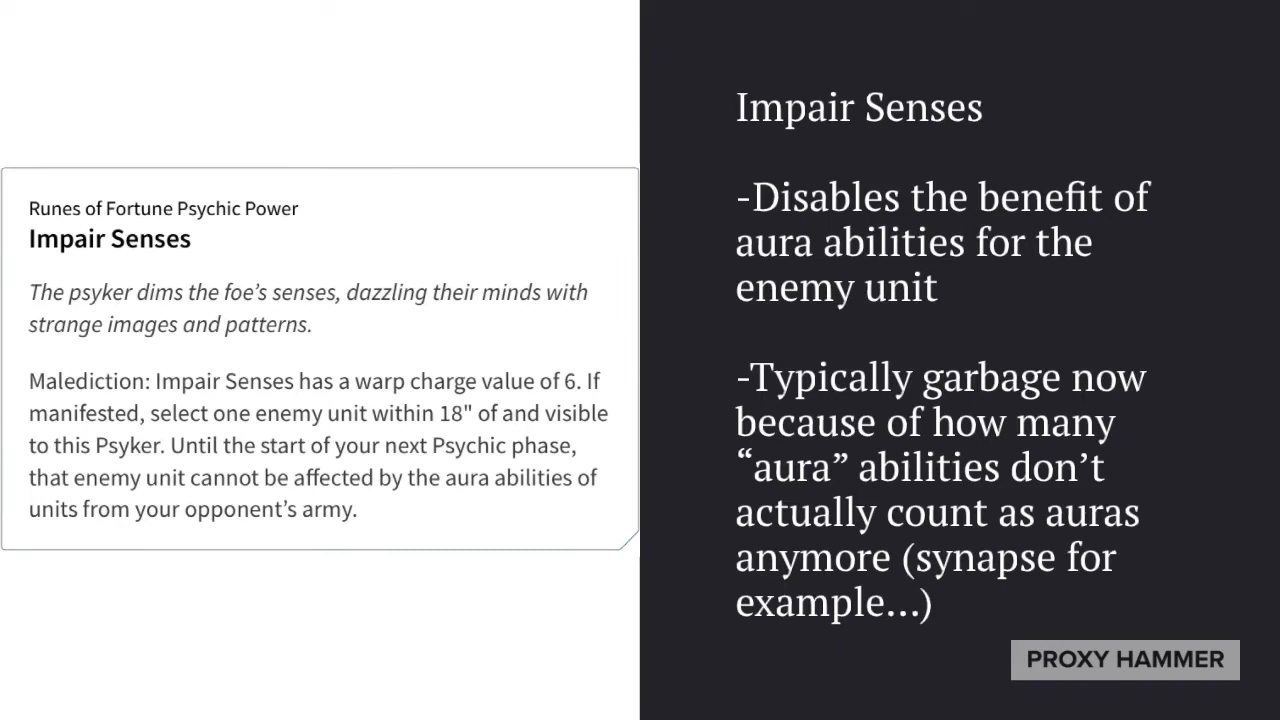 Runes of Fortune Psychic Power
Impair Senses
The psyker dims the foe's senses, dazzling their minds with
strange images and patterns.
Malediction: Impair Senses has a warp charge value of 6. If
manifested, select one enemy unit within 18" of and visible
to this Psyker. Until the start of your next Psychic phase,
that enemy unit cannot be affected by the aura abilities of
units from your opponent's army.
Impair Senses
-Disables the benefit of
aura abilities for the
enemy unit
-Typically garbage now
because of how many
“aura” abilities don’t
actually count as auras
anymore (synapse for
example...)
PROXY HAMMER